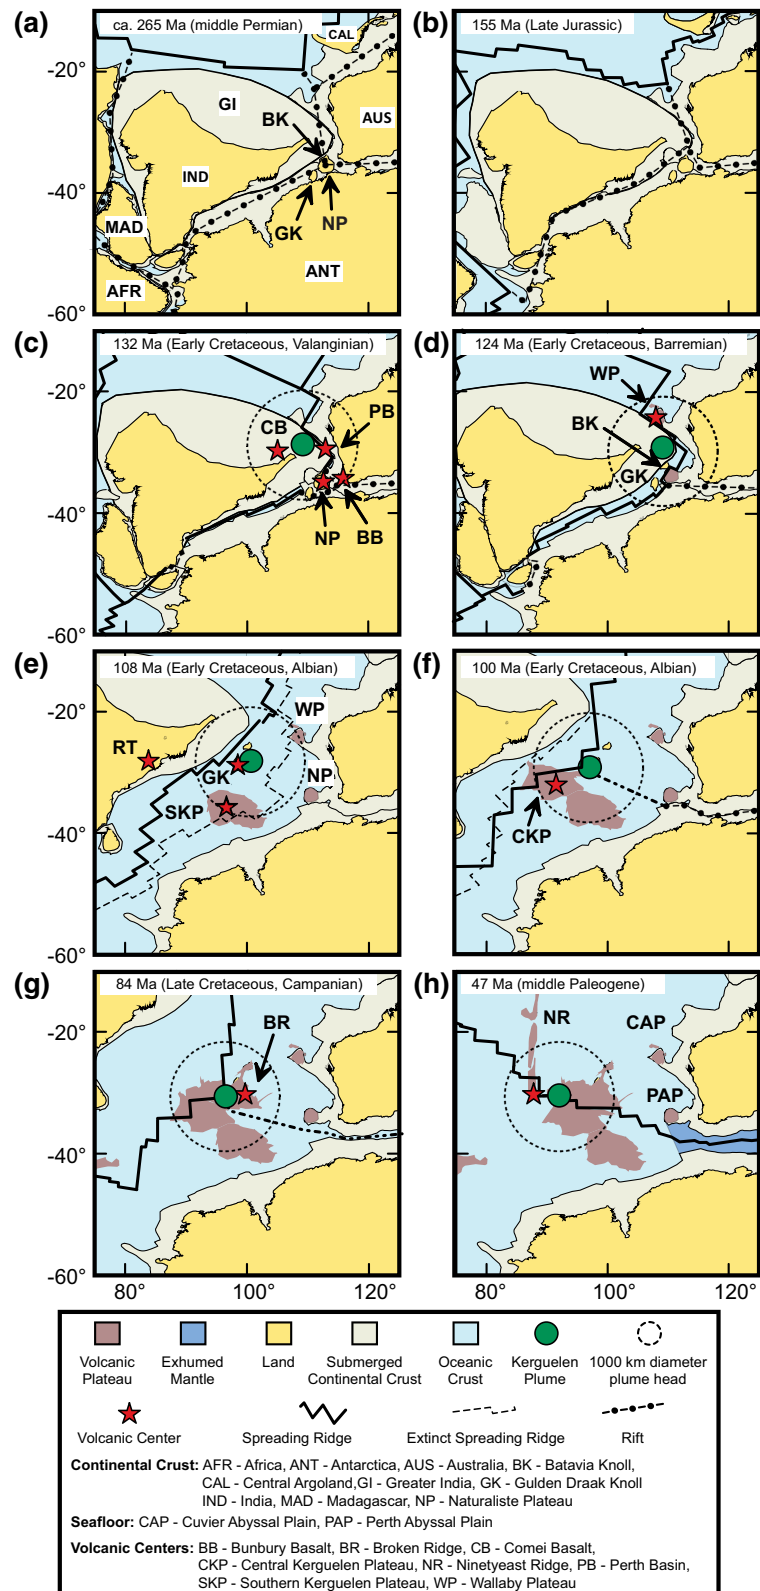 (a)
ca. 265 Ma (middle Permian)
CAL
-20°
GI
BK
AUS
IND
-40°
MAD
GK
NP
ANT
AFR
-60°
(b)
155 Ma (Late Jurassic)
(c)
132 Ma (Early Cretaceous, Valanginian)
-20°
CB
PB
-40°
NP
BB
-60°
(d)
124 Ma (Early Cretaceous, Barremian)
WP
BK
GK
(e)
108 Ma (Early Cretaceous, Albian)
-20°
WP
RT
GK
NP
SKP
-40°
-60°
(f)
100 Ma (Early Cretaceous, Albian)
CKP
(g)
84 Ma (Late Cretaceous, Campanian)
-20°
BR
-40°
-60°
80°
100°
120°
(h)
47 Ma (middle Paleogene)
NR
CAP
PAP
80°
100°
120°
Volcanic Plateau
Exhumed Mantle
Land
Submerged Continental Crust
Oceanic Crust
Kerguelen Plume
1000 km diameter plume head
Volcanic Center
Spreading Ridge
Extinct Spreading Ridge
Rift
Continental Crust: AFR - Africa, ANT - Antarctica, AUS - Australia, BK - Batavia Knoll,
CAL - Central Argoland,GI - Greater India, GK - Gulden Draak Knoll
IND - India, MAD - Madagascar, NP - Naturaliste Plateau
Seafloor: CAP - Cuvier Abyssal Plain, PAP - Perth Abyssal Plain
Volcanic Centers: BB - Bunbury Basalt, BR - Broken Ridge, CB - Comei Basalt,
CKP - Central Kerguelen Plateau, NR - Ninetyeast Ridge, PB - Perth Basin,
SKP - Southern Kerguelen Plateau, WP - Wallaby Plateau